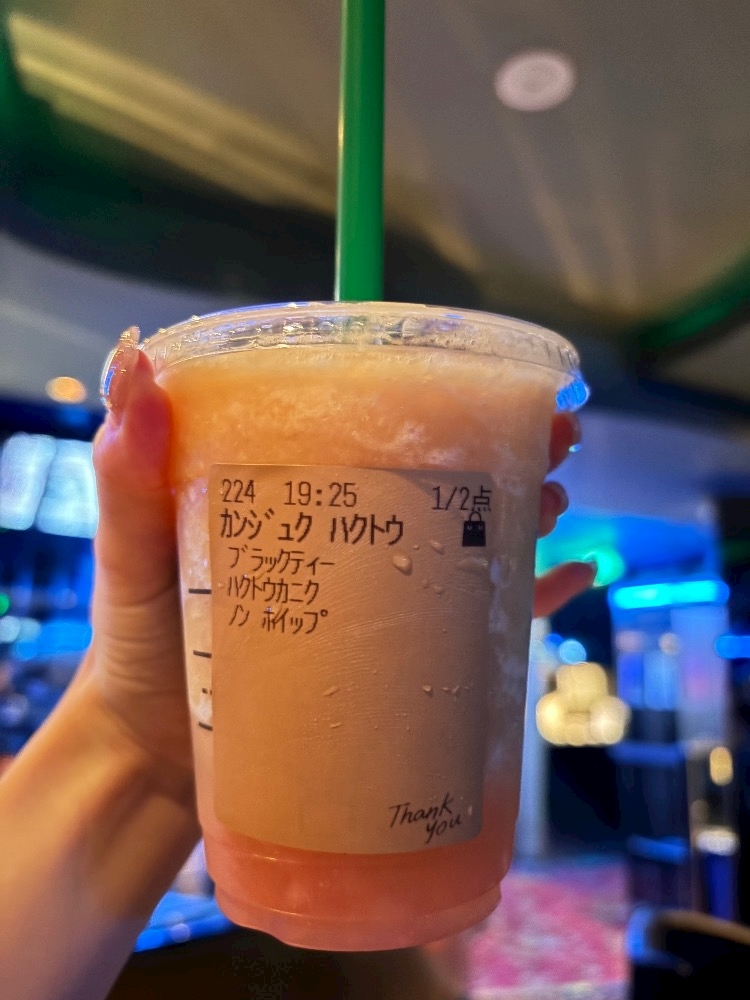 224 19:25 1/2点
カンジュク ハクトウ
ブラックティー
ハクトウカニク
ノン ホイップ
Thank
you